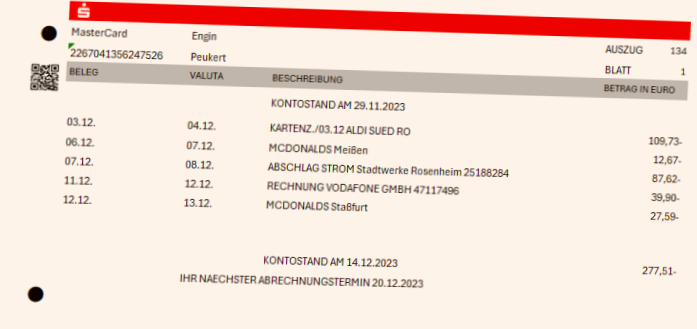 MasterCard Engin AUSZUG 134
2267041356247526 Peukert BLATT 1
BELEG VALUTA BESCHREIBUNG BETRAG IN EURO
KONTOSTAND AM 29.11.2023
03.12. 04.12. KARTENZ./03.12 ALDI SUED RO 109,73-
06.12. 07.12. MCDONALDS Meißen 12,67-
07.12. 08.12. ABSCHLAG STROM Stadtwerke Rosenheim 25188284 87,62-
11.12. 12.12. RECHNUNG VODAFONE GMBH 47117496 39,90-
12.12. 13.12. MCDONALDS Staßfurt 27,59-
KONTOSTAND AM 14.12.2023 277,51-
IHR NAECHSTER ABRECHNUNGSTERMIN 20.12.2023